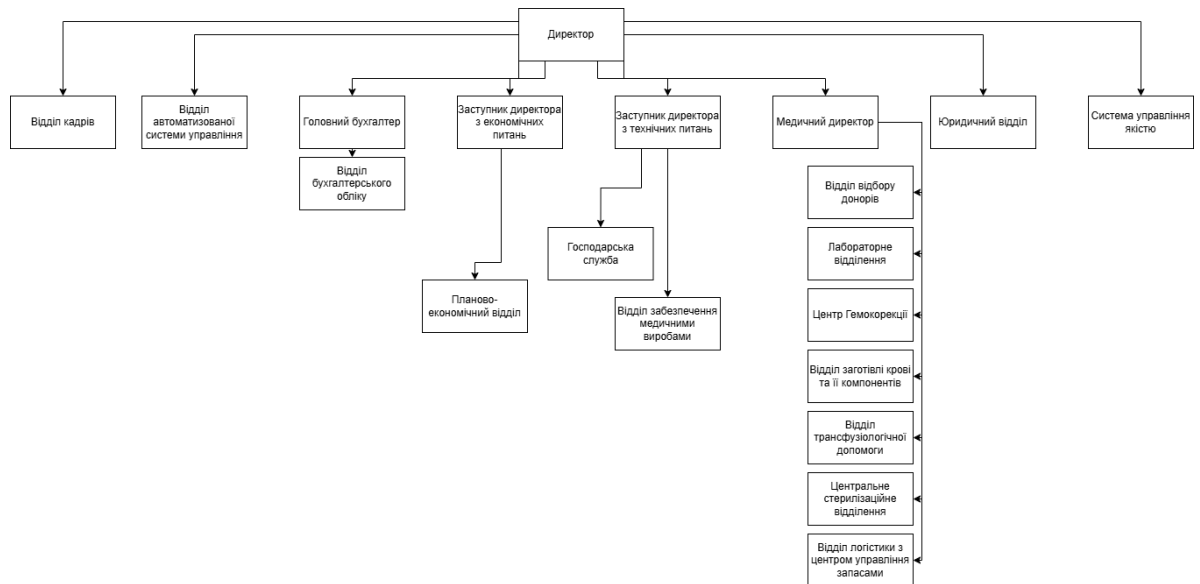 Директор
Відділ кадрів
Відділ
автоматизованої
системи управління
Головний бухгалтер
Заступник директора
з економічних
питань
Заступник директора
з технічних питань
Медичний директор
Юридичний відділ
Система управління
якістю
Відділ
бухгалтерського
обліку
Відділ відбору
донорів
Господарська
служба
Лабораторне
відділення
Планово-
економічний відділ
Відділ забезпечення
медичними
виробами
Центр Гемокорекції
Відділ заготівлі крові
та її компонентів
Відділ
трансфузіологічної
допомоги
Центральне
стерилізаційне
відділення
Відділ логістики з
центром управління
запасами